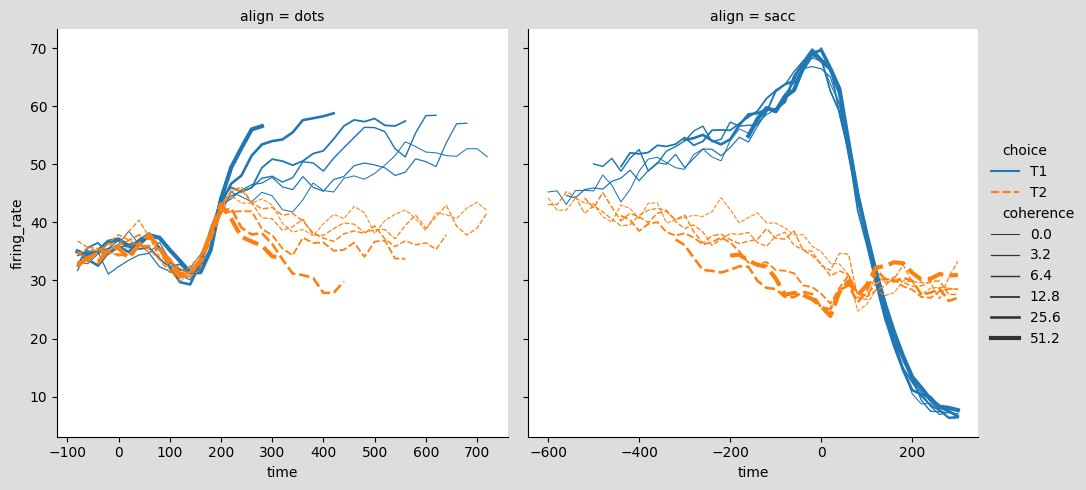 align = dots
align = sacc
firing_rate
70
60
50
40
30
20
10
−100 0 100 200 300 400 500 600 700
time
−600 −400 −200 0 200
time
choice
T1
T2
coherence
0.0
3.2
6.4
12.8
25.6
51.2